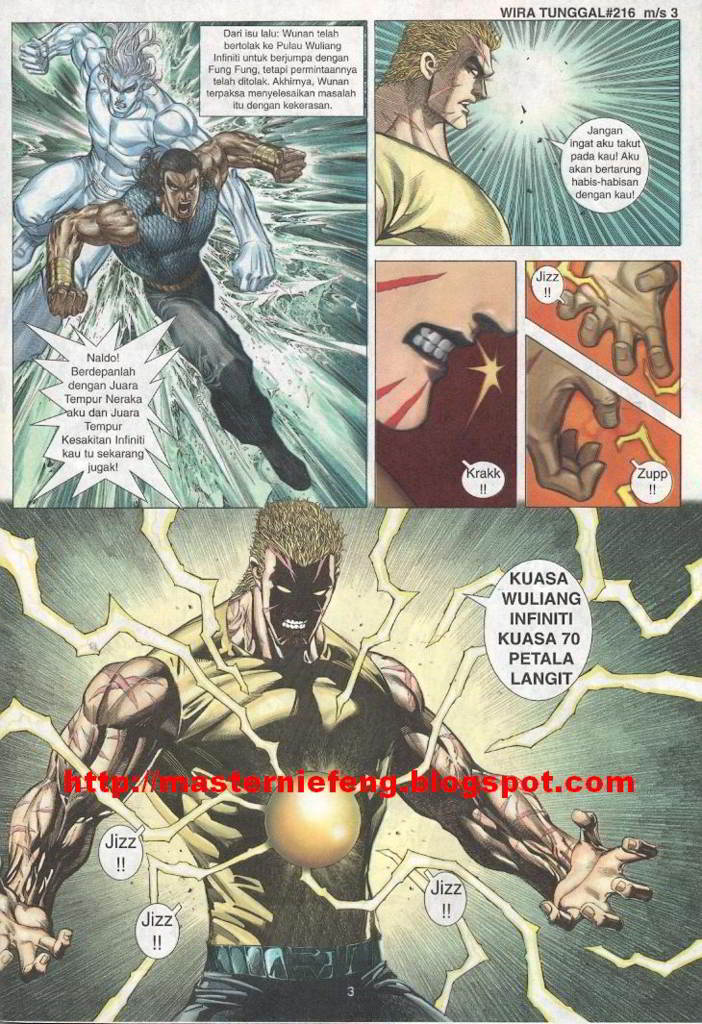 WIRA TUNGGAL#216 m/s 3
Dari isu lalu: Wunan telah
bertolak ke Pulau Wuliang
Infiniti untuk berjumpa dengan
Fung Fung, tetapi permintaannya
telah ditolak. Akhirnya, Wunan
terpaksa menyelesaikan masalah
itu dengan kekerasan.
Naldo!
Berdepanlah
dengan Juara
Tempur Neraka
aku dan Juara
Tempur
Kesakitan Infiniti
kau tu sekarang
jugak!
Jangan
ingat aku takut
pada kau! Aku
akan bertarung
habis-habisan
dengan kau!
Krakk
!!
Jizz
!!
Zupp
!!
KUASA
WULIANG
INFINITI
KUASA 70
PETALA
LANGIT
http://masterniefeng.blogspot.com
Jizz
!!
Jizz
!!
Jizz
!!
3